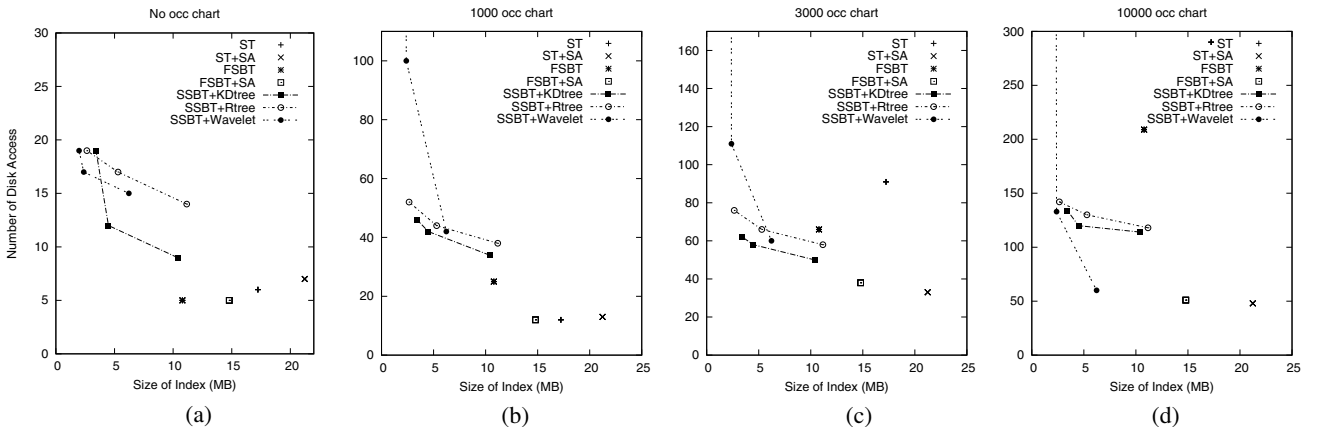 No occ chart
30
25
20
15
10
5
0
Number of Disk Access
ST
ST+SA
FSBT
FSBT+SA
SSBT+KDtree
SSBT+Rtree
SSBT+Wavelet
0 5 10 15 20
Size of Index (MB)
(a)
1000 occ chart
100
80
60
40
20
0
ST
ST+SA
FSBT
FSBT+SA
SSBT+KDtree
SSBT+Rtree
SSBT+Wavelet
0 5 10 15 20 25
Size of Index (MB)
(b)
3000 occ chart
160
140
120
100
80
60
40
20
0
ST
ST+SA
FSBT
FSBT+SA
SSBT+KDtree
SSBT+Rtree
SSBT+Wavelet
0 5 10 15 20 25
Size of Index (MB)
(c)
10000 occ chart
300
250
200
150
100
50
0
ST
ST+SA
FSBT
FSBT+SA
SSBT+KDtree
SSBT+Rtree
SSBT+Wavelet
0 5 10 15 20 25
Size of Index (MB)
(d)